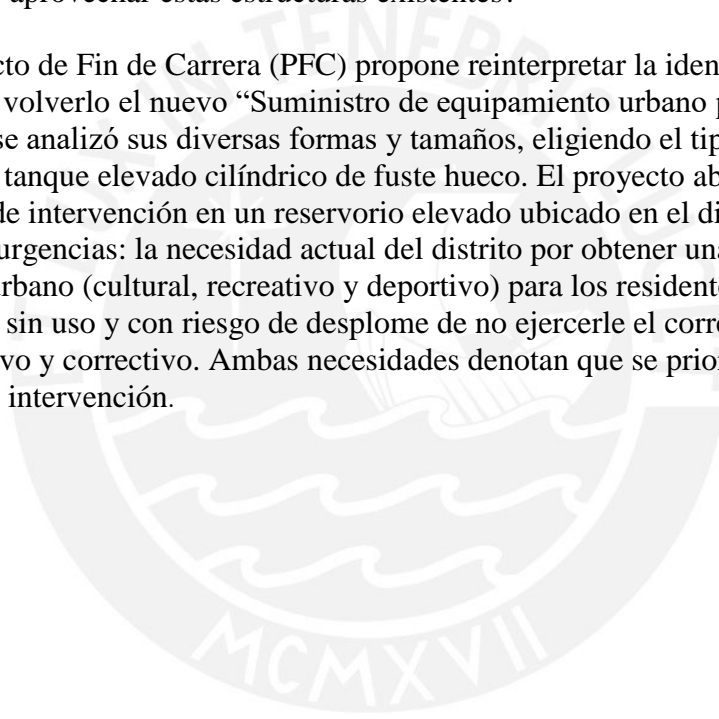 aprovechar estas estructuras existentes?
cto de Fin de Carrera (PFC) propone reinterpretar la iden
volverlo el nuevo “Suministro de equipamiento urbano p
se analizó sus diversas formas y tamaños, eligiendo el tip
tanque elevado cilíndrico de fuste hueco. El proyecto ab
de intervención en un reservorio elevado ubicado en el di
urgencias: la necesidad actual del distrito por obtener una
rbano (cultural, recreativo y deportivo) para los residente
sin uso y con riesgo de desplome de no ejercerle el corre
vo y correctivo. Ambas necesidades denotan que se prior
intervención.
MCMXVII